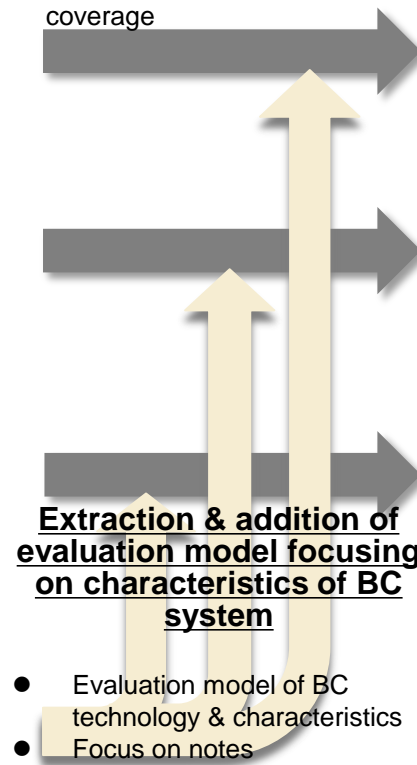 coverage
Extraction & addition of
evaluation model focusing
on characteristics of BC
system
● Evaluation model of BC
technology & characteristics
● Focus on notes